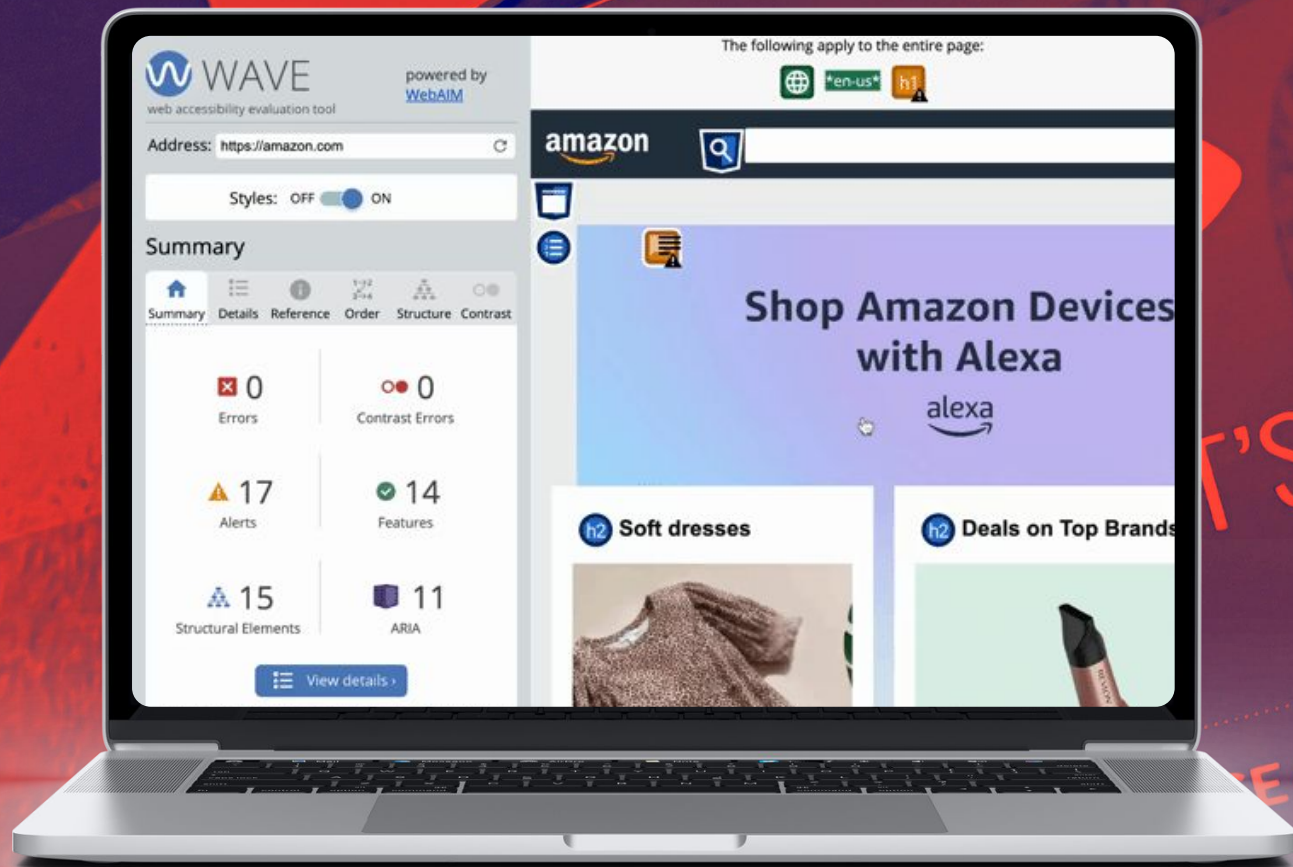 WAVE
web accessibility evaluation tool
powered by
WebAIM
Address: https://amazon.com
Styles: OFF ON
Summary
Summary Details Reference Order Structure Contrast
0
Errors
0
Contrast Errors
17
Alerts
14
Features
15
Structural Elements
11
ARIA
View details ›
The following apply to the entire page:
*en-us* h1
amazon
Shop Amazon Devices
with Alexa
alexa
h2 Soft dresses
h2 Deals on Top Brands
REVLON
T'S
E